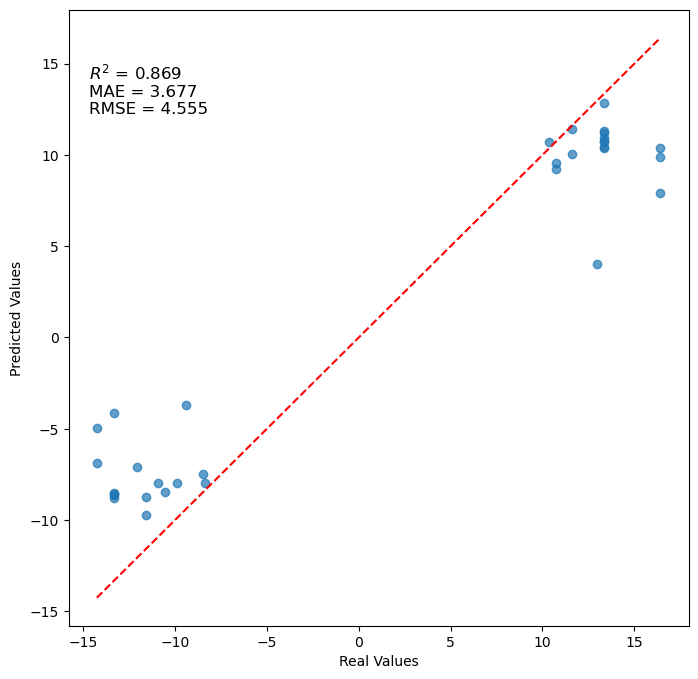 R² = 0.869
MAE = 3.677
RMSE = 4.555
15
10
5
0
−5
−10
−15
Predicted Values
−15 −10 −5 0 5 10 15
Real Values